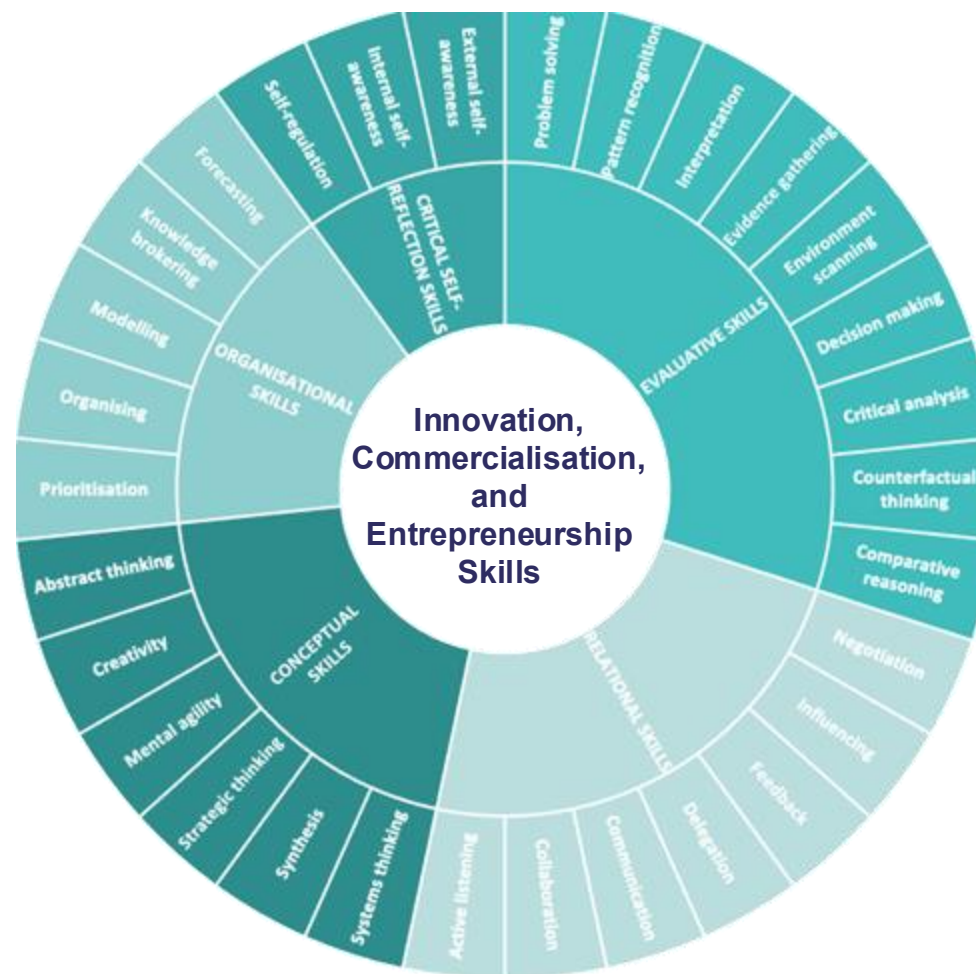 Innovation,
Commercialisation,
and
Entrepreneurship
Skills
EVALUATIVE SKILLS
Problem solving
Pattern recognition
Interpretation
Evidence gathering
Environment
scanning
Decision making
Critical analysis
Counterfactual
thinking
Comparative
reasoning
RELATIONAL SKILLS
Negotiation
Influencing
Feedback
Delegation
Communication
Collaboration
Active listening
CONCEPTUAL
SKILLS
Systems thinking
Synthesis
Strategic thinking
Mental agility
Creativity
Abstract thinking
ORGANISATIONAL
SKILLS
Prioritisation
Organising
Modelling
Knowledge
brokering
Forecasting
CRITICAL SELF-
REFLECTION SKILLS
Self-regulation
Internal self-
awareness
External self-
awareness